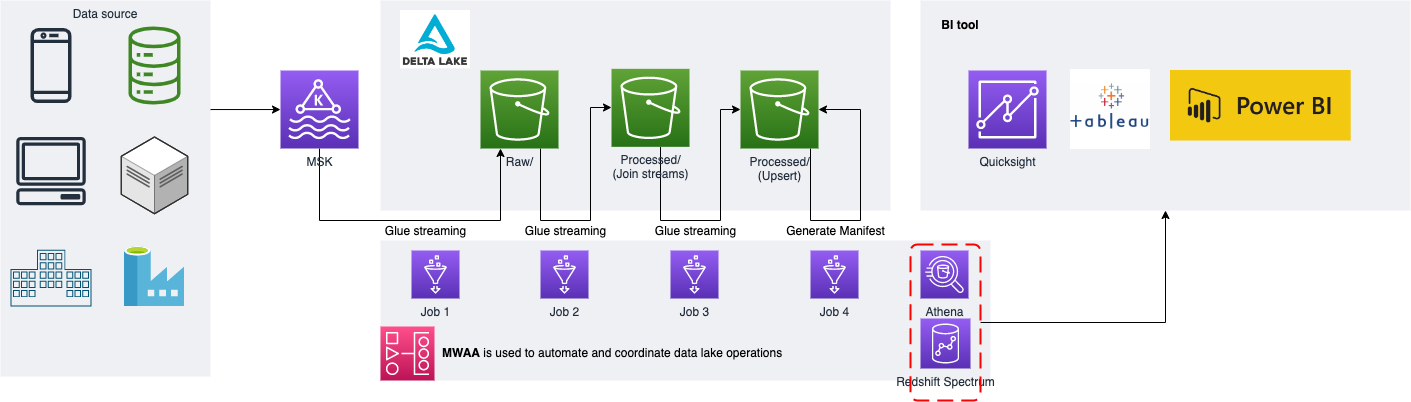 Data source
K
MSK
DELTA LAKE
Raw/
Processed/
(Join streams)
Processed/
(Upsert)
BI tool
Quicksight
+ableau
Power BI
Glue streaming
Glue streaming
Glue streaming
Generate Manifest
Job 1
Job 2
Job 3
Job 4
Athena
MWAA is used to automate and coordinate data lake operations
Redshift Spectrum